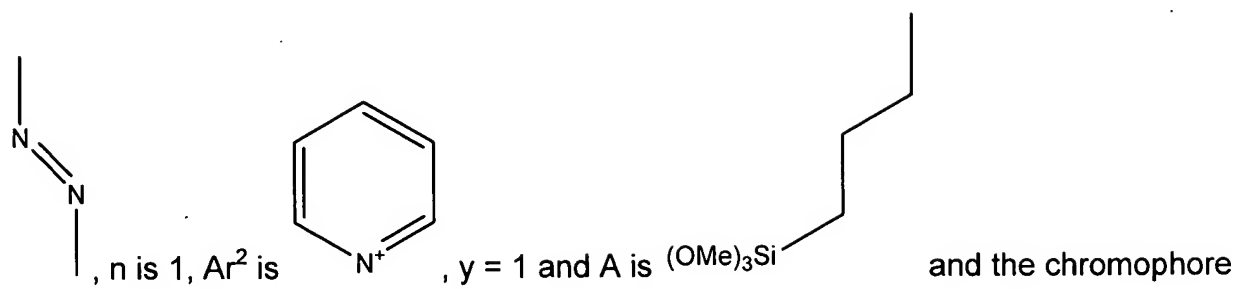 N
N
, n is 1, Ar² is N⁺ , y = 1 and A is (OMe)₃Si and the chromophore